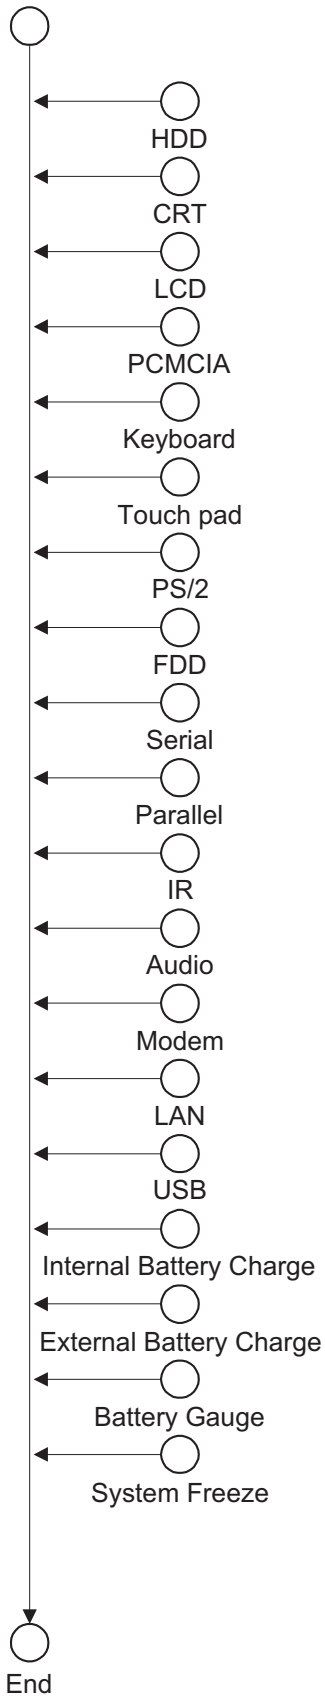 HDD
CRT
LCD
PCMCIA
Keyboard
Touch pad
PS/2
FDD
Serial
Parallel
IR
Audio
Modem
LAN
USB
Internal Battery Charge
External Battery Charge
Battery Gauge
System Freeze
End